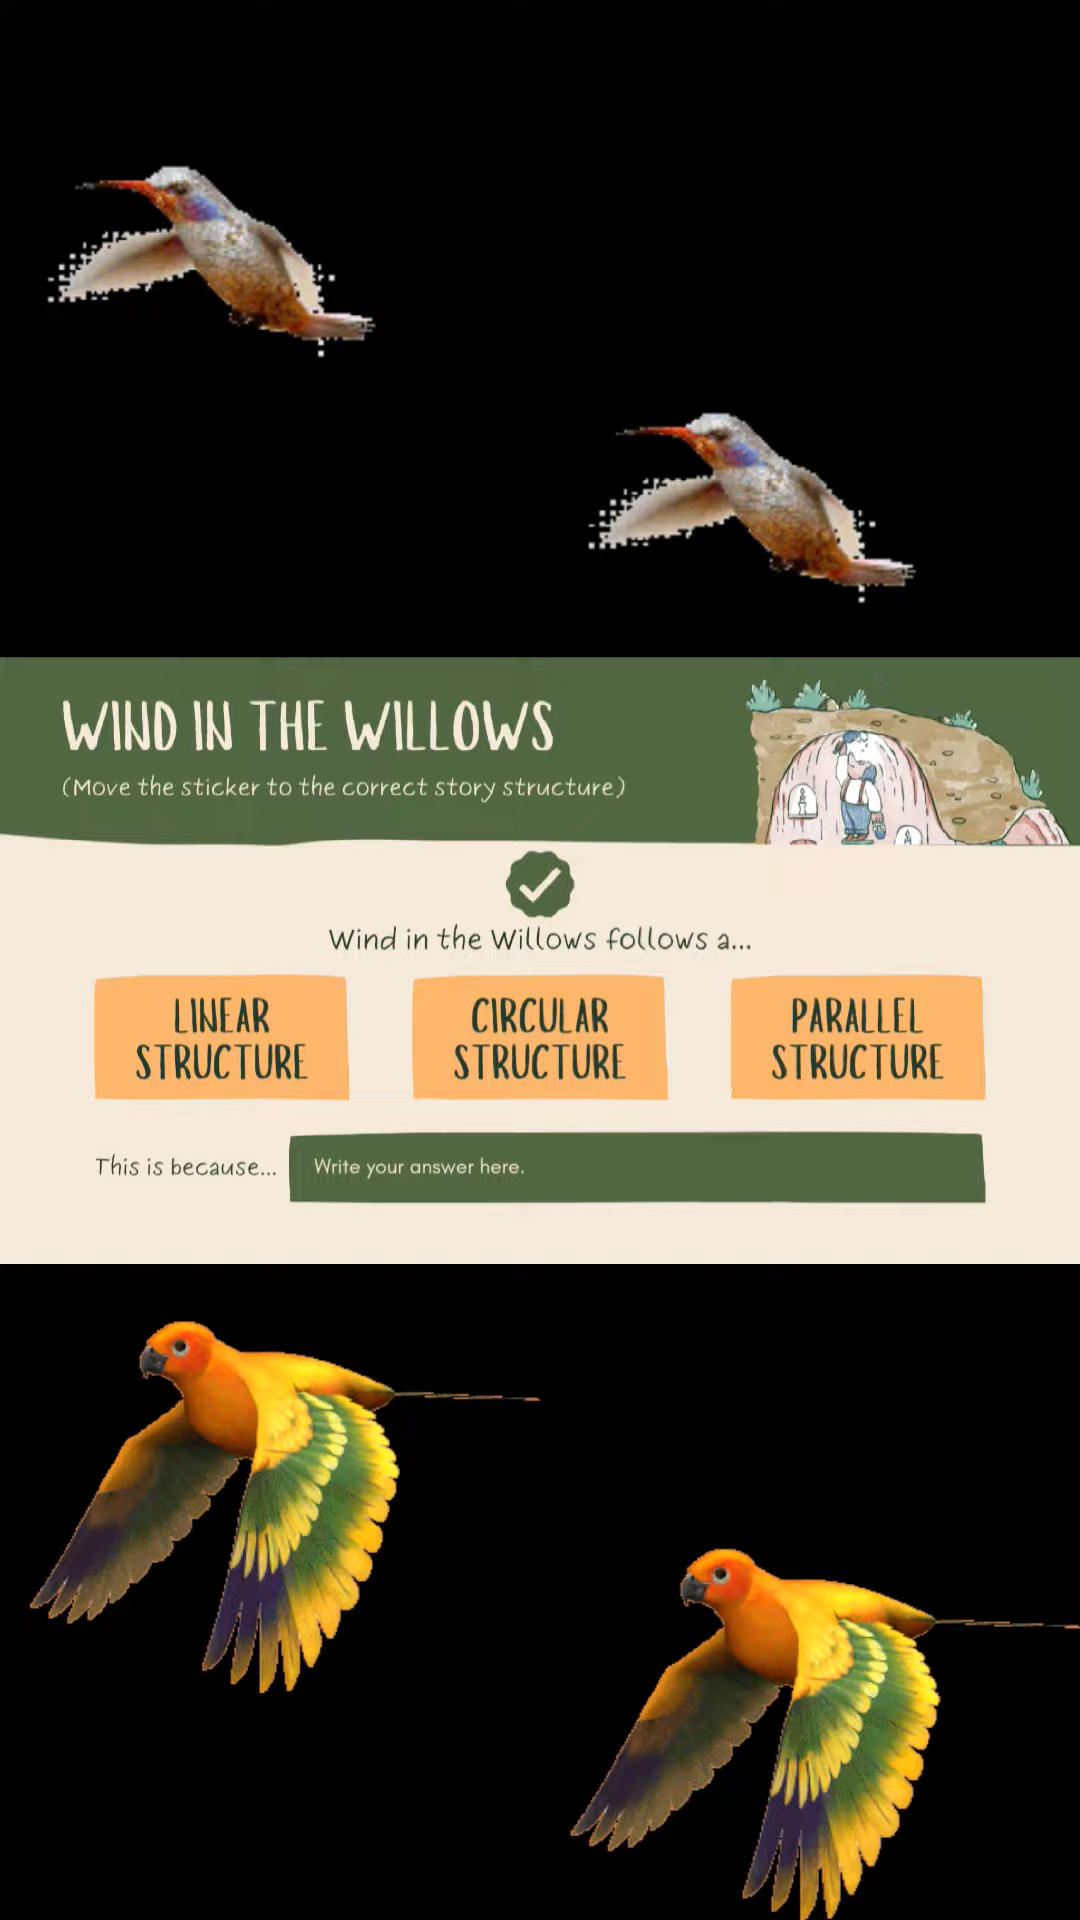 WIND IN THE WILLOWS
(Move the sticker to the correct story structure)
Wind in the Willows follows a...
LINEAR
STRUCTURE
CIRCULAR
STRUCTURE
PARALLEL
STRUCTURE
This is because...
Write your answer here.